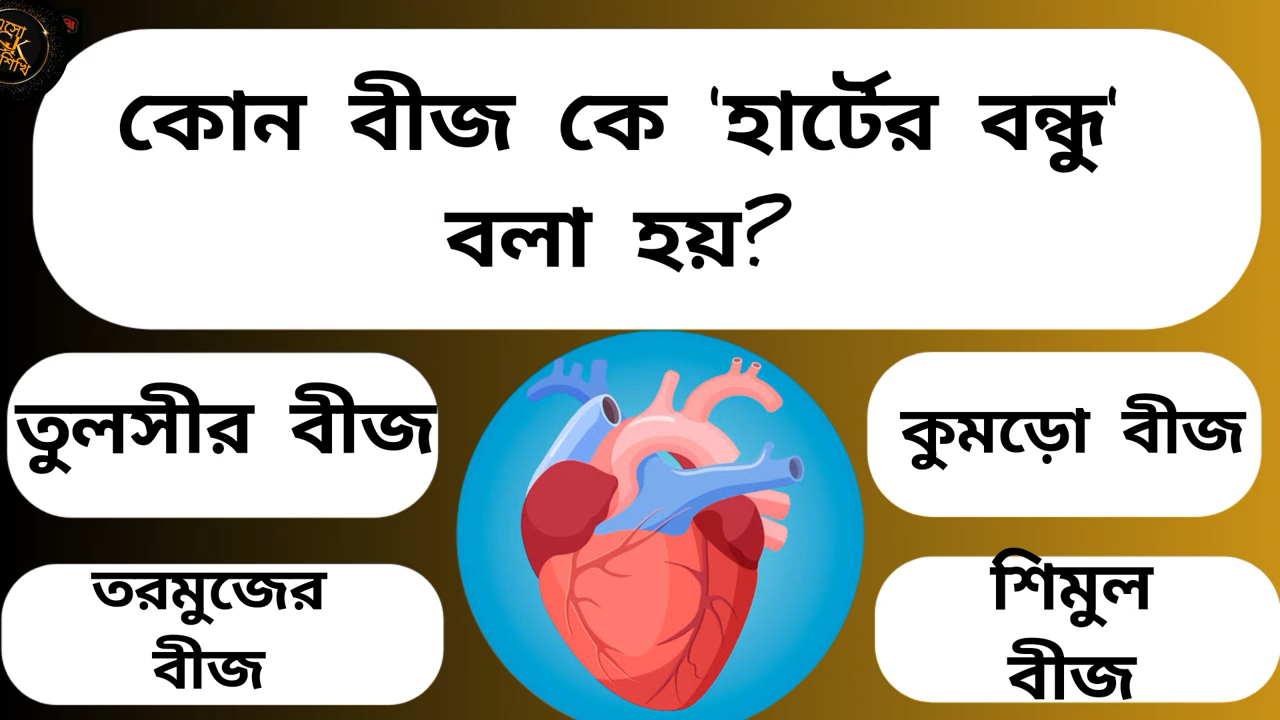 কোন বীজ কে 'হার্টের বন্ধু'
বলা হয়?
তুলসীর বীজ
কুমড়ো বীজ
তরমুজের
বীজ
শিমুল
বীজ